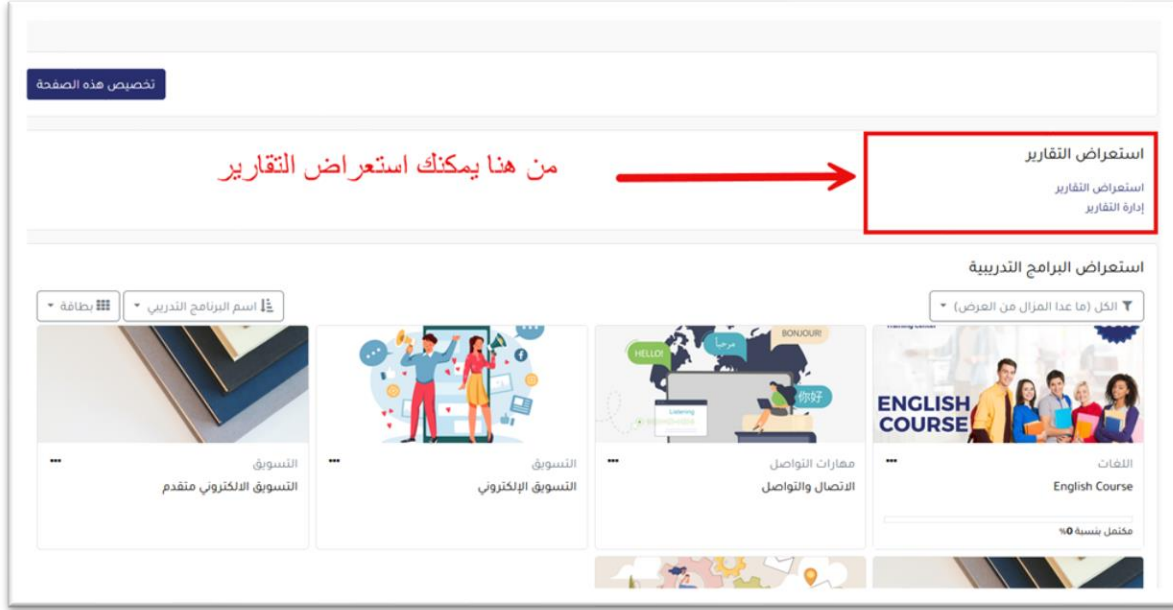 تخصيص هذه الصفحة
استعراض التقارير
من هنا يمكنك استعراض التقارير
استعراض التقارير
إدارة التقارير
استعراض البرامج التدريبية
الكل (ما عدا المزال من العرض)
اسم البرنامج التدريبي
بطاقة
ENGLISH
COURSE
HELLO!
مرحباً
BONJOUR!
你好
Listening
اللغات
English Course
مكتمل بنسبة 0%
مهارات التواصل
الاتصال والتواصل
التسويق
التسويق الإلكتروني
التسويق
التسويق الالكتروني متقدم